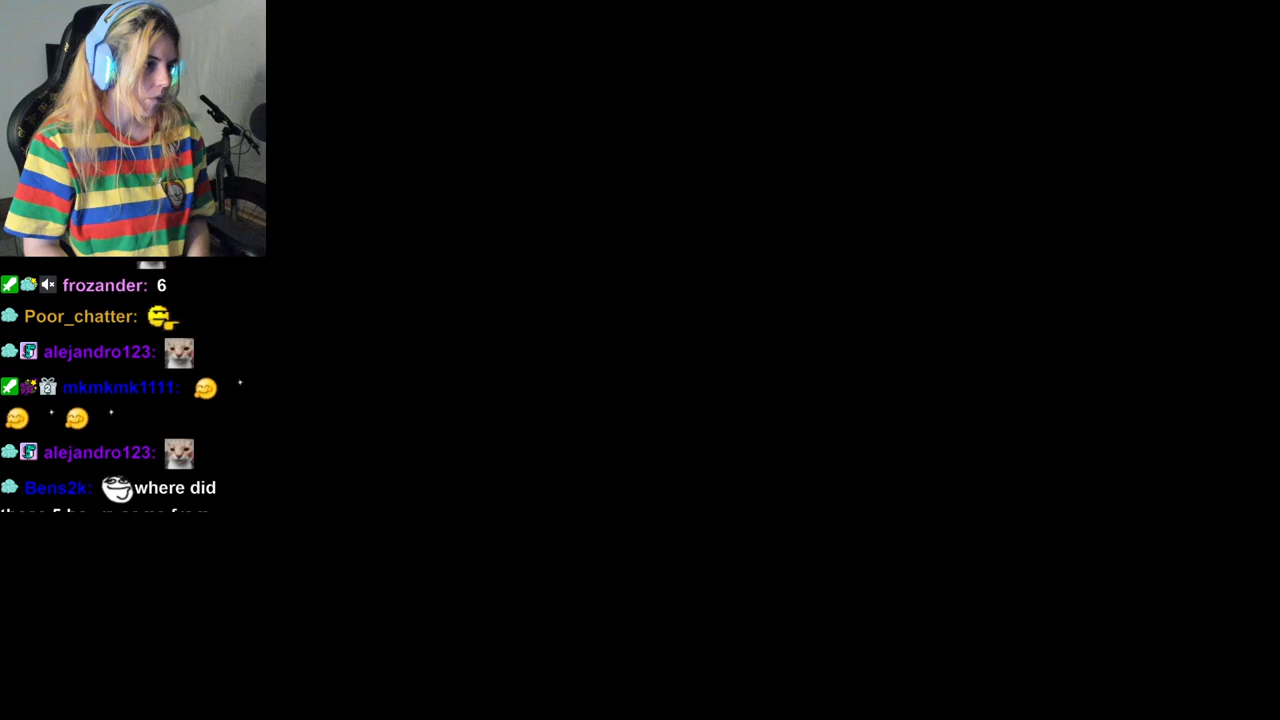 frozander: 6
Poor_chatter:
alejandro123:
mkmkmk1111:
alejandro123:
Bens2k: where did